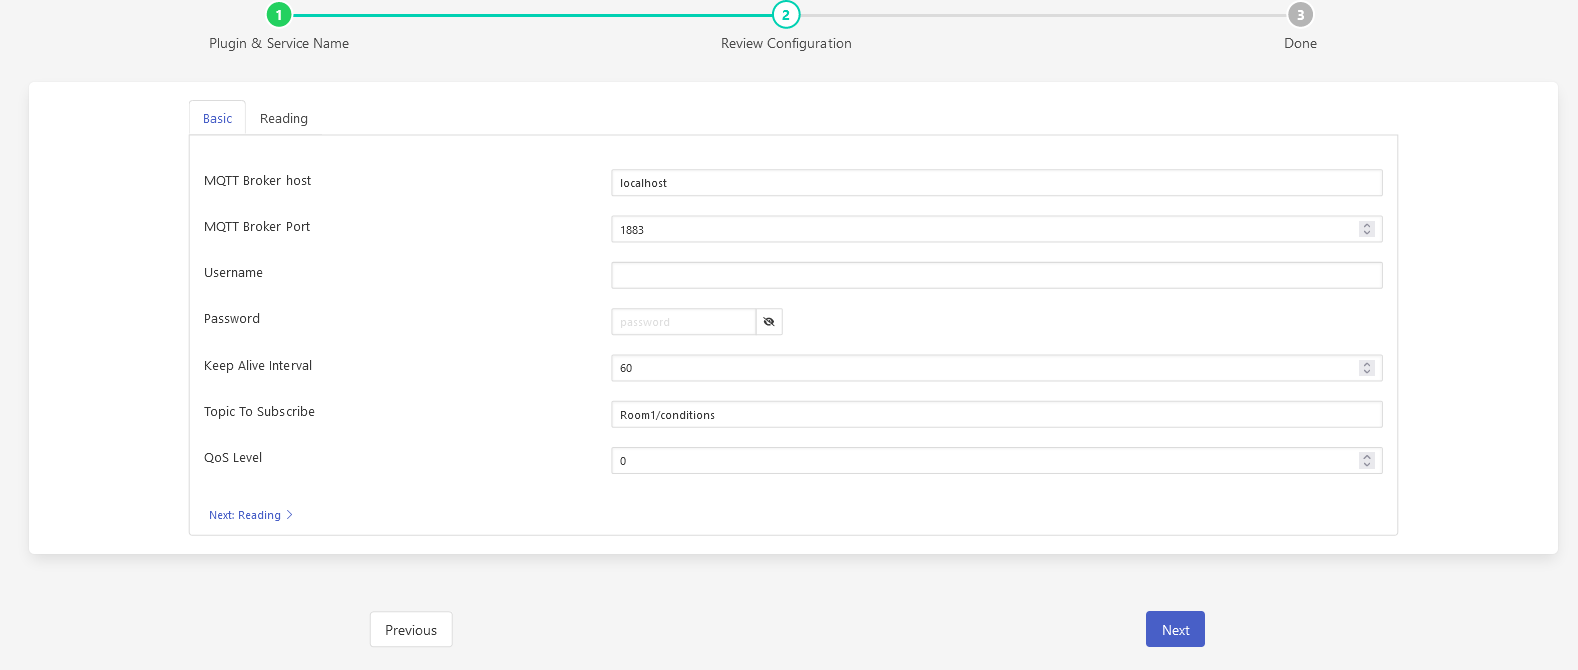 1 2 3
Plugin & Service Name Review Configuration Done
Basic Reading
MQTT Broker host localhost
MQTT Broker Port 1883
Username
Password password
Keep Alive Interval 60
Topic To Subscribe Room1/conditions
QoS Level 0
Next: Reading
Previous Next